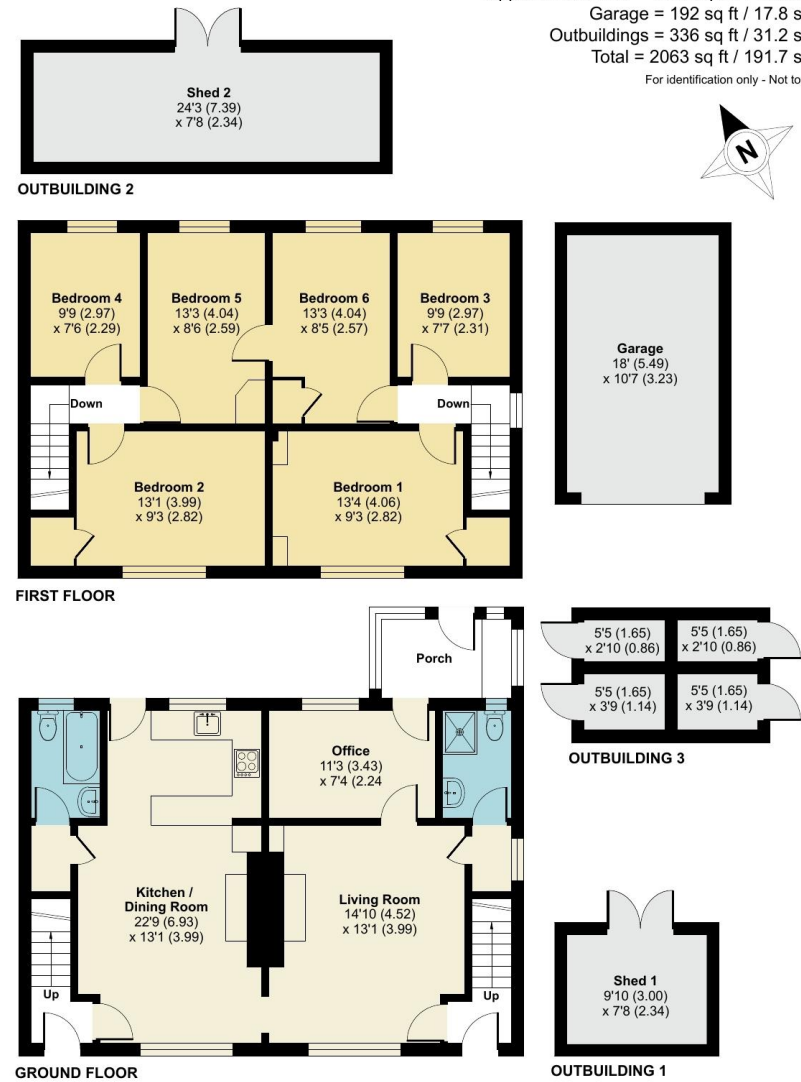 Garage = 192 sq ft / 17.8 s
Outbuildings = 336 sq ft / 31.2 s
Total = 2063 sq ft / 191.7 s
For identification only - Not to
N
Shed 2
24'3 (7.39)
x 7'8 (2.34)
OUTBUILDING 2
Bedroom 4
9'9 (2.97)
x 7'6 (2.29)
Bedroom 5
13'3 (4.04)
x 8'6 (2.59)
Bedroom 6
13'3 (4.04)
x 8'5 (2.57)
Bedroom 3
9'9 (2.97)
x 7'7 (2.31)
Down
Down
Bedroom 2
13'1 (3.99)
x 9'3 (2.82)
Bedroom 1
13'4 (4.06)
x 9'3 (2.82)
FIRST FLOOR
Garage
18' (5.49)
x 10'7 (3.23)
Porch
Office
11'3 (3.43)
x 7'4 (2.24
Kitchen /
Dining Room
22'9 (6.93)
x 13'1 (3.99)
Living Room
14'10 (4.52)
x 13'1 (3.99)
Up
Up
GROUND FLOOR
5'5 (1.65)
x 2'10 (0.86)
5'5 (1.65)
x 2'10 (0.86)
5'5 (1.65)
x 3'9 (1.14)
5'5 (1.65)
x 3'9 (1.14)
OUTBUILDING 3
Shed 1
9'10 (3.00)
x 7'8 (2.34)
OUTBUILDING 1